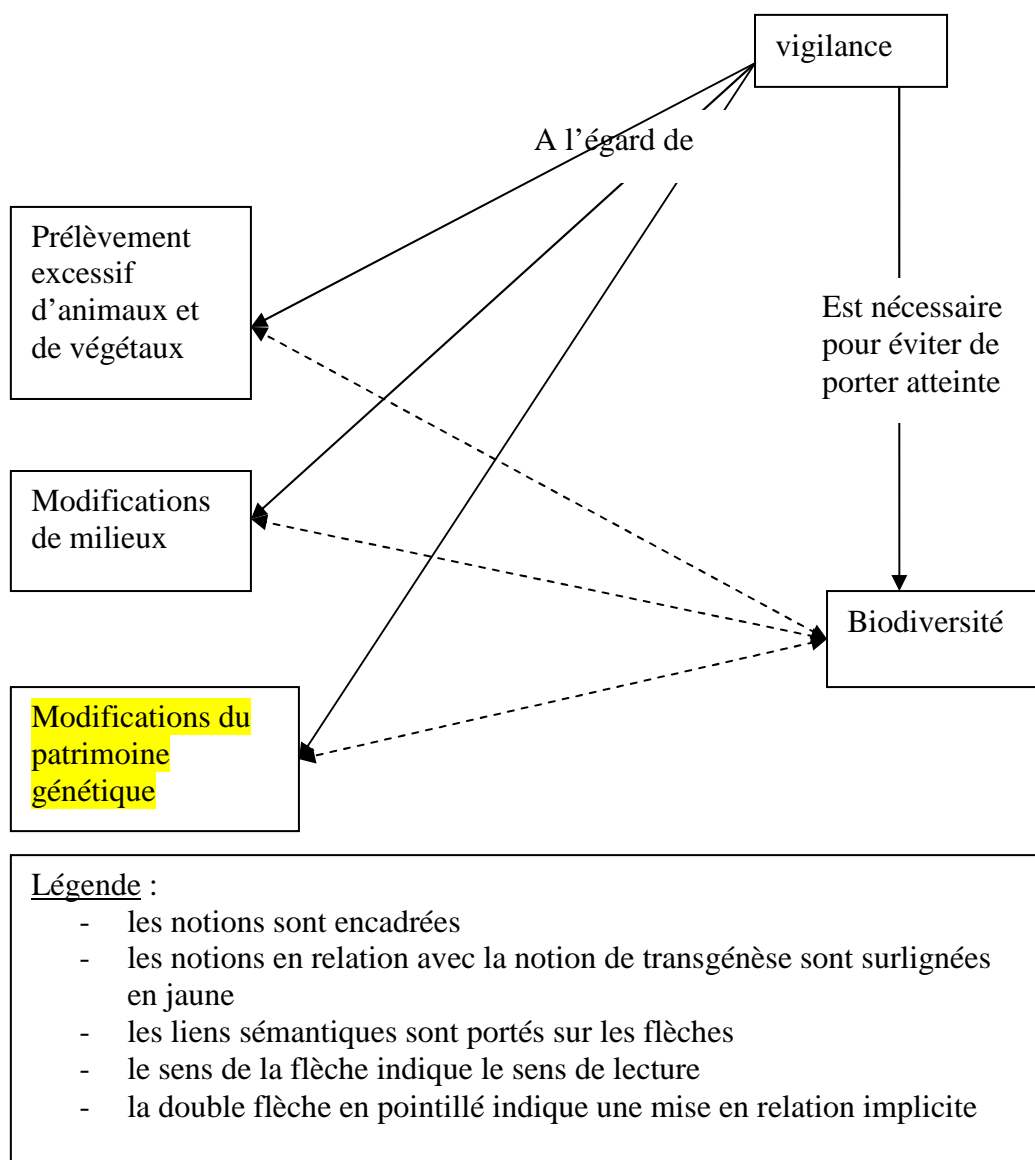 vigilance
A l’égard de
Prélèvement
excessif
d’animaux et
de végétaux
Est nécessaire
pour éviter de
porter atteinte
Modifications
de milieux
Biodiversité
Modifications du
patrimoine
génétique
Légende :
- les notions sont encadrées
- les notions en relation avec la notion de transgénèse sont surlignées
en jaune
- les liens sémantiques sont portés sur les flèches
- le sens de la flèche indique le sens de lecture
- la double flèche en pointillé indique une mise en relation implicite